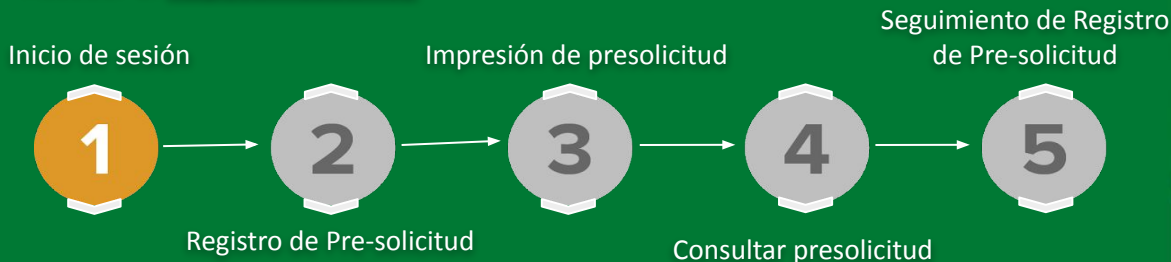 Inicio de sesión
Impresión de presolicitud
Seguimiento de Registro
de Pre-solicitud
1
2
3
4
5
Registro de Pre-solicitud
Consultar presolicitud